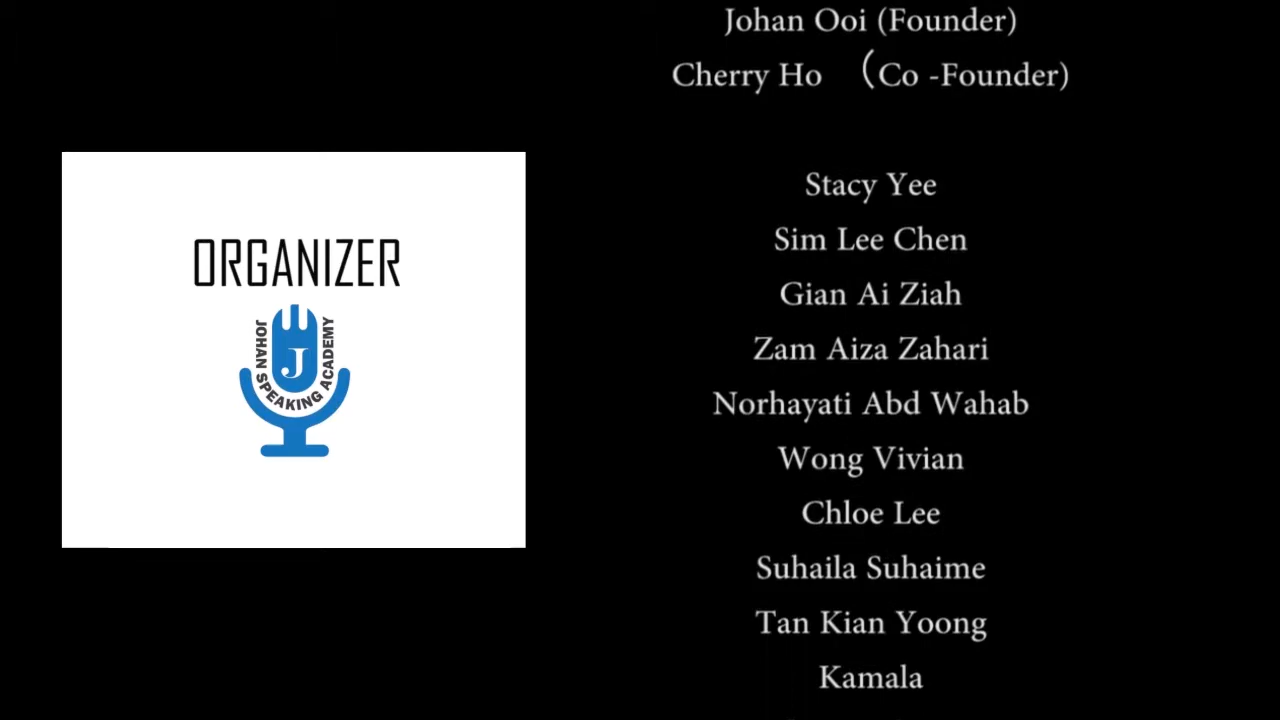 ORGANIZER
J
JOHAN SPEAKING ACADEMY
Johan Ooi (Founder)
Cherry Ho （Co -Founder)
Stacy Yee
Sim Lee Chen
Gian Ai Ziah
Zam Aiza Zahari
Norhayati Abd Wahab
Wong Vivian
Chloe Lee
Suhaila Suhaime
Tan Kian Yoong
Kamala